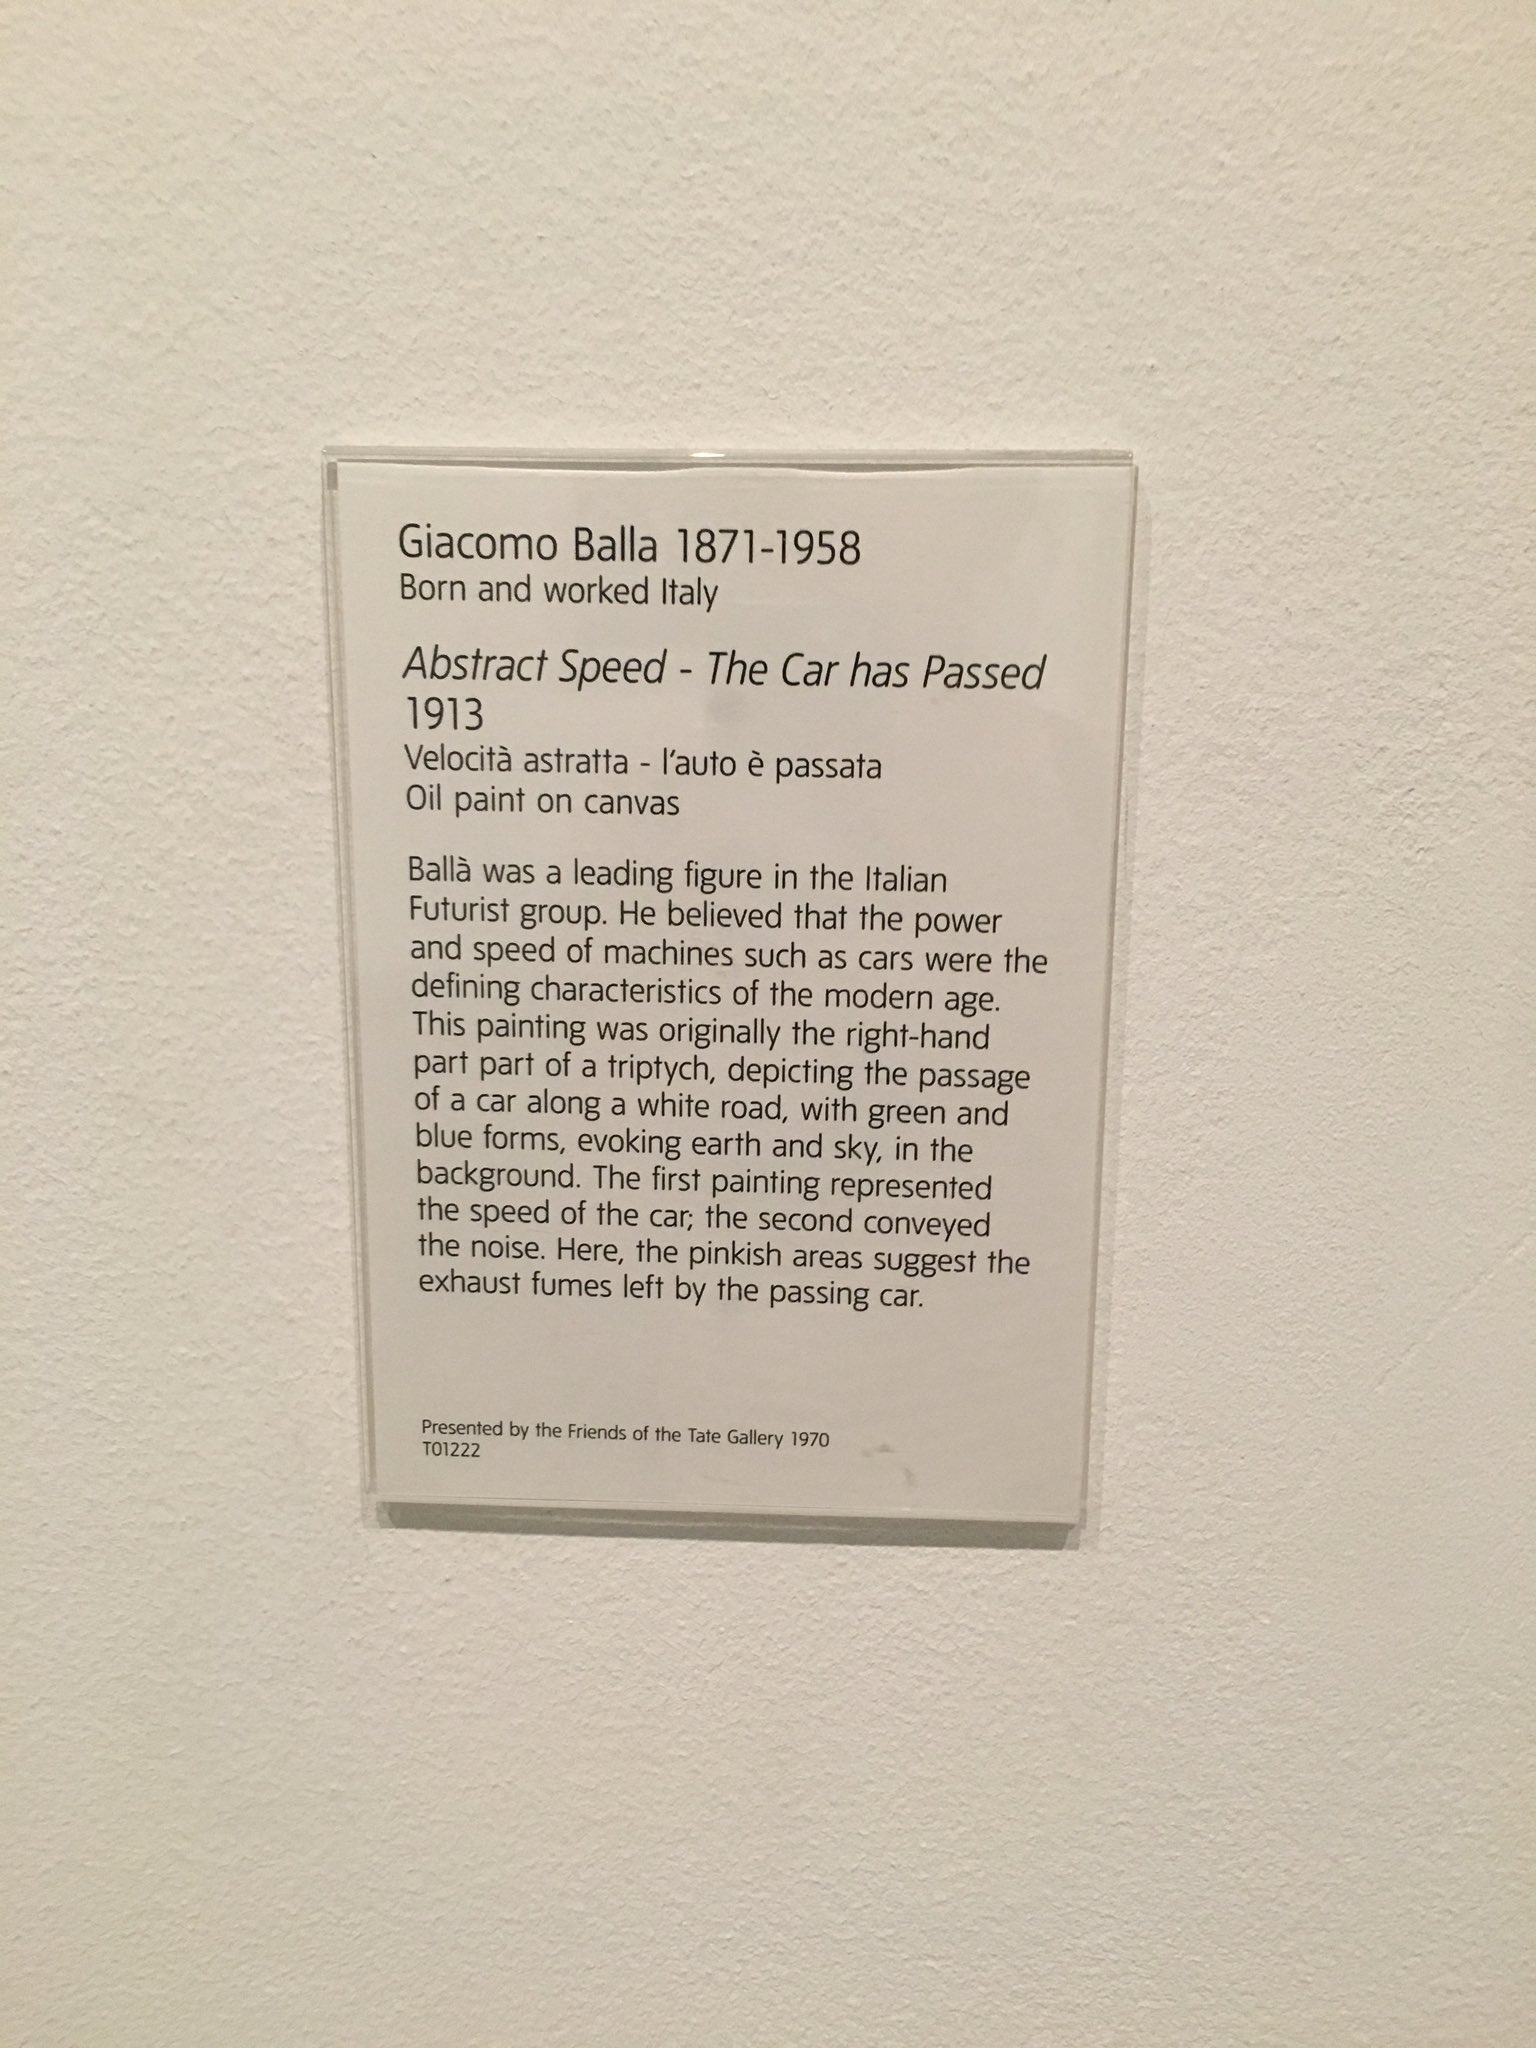 Giacomo Balla 1871-1958
Born and worked Italy
Abstract Speed - The Car has Passed
1913
Velocità astratta - l'auto è passata
Oil paint on canvas
Ballà was a leading figure in the Italian
Futurist group. He believed that the power
and speed of machines such as cars were the
defining characteristics of the modern age.
This painting was originally the right-hand
part part of a triptych, depicting the passage
of a car along a white road, with green and
blue forms, evoking earth and sky, in the
background. The first painting represented
the speed of the car; the second conveyed
the noise. Here, the pinkish areas suggest the
exhaust fumes left by the passing car.
Presented by the Friends of the Tate Gallery 1970
T01222